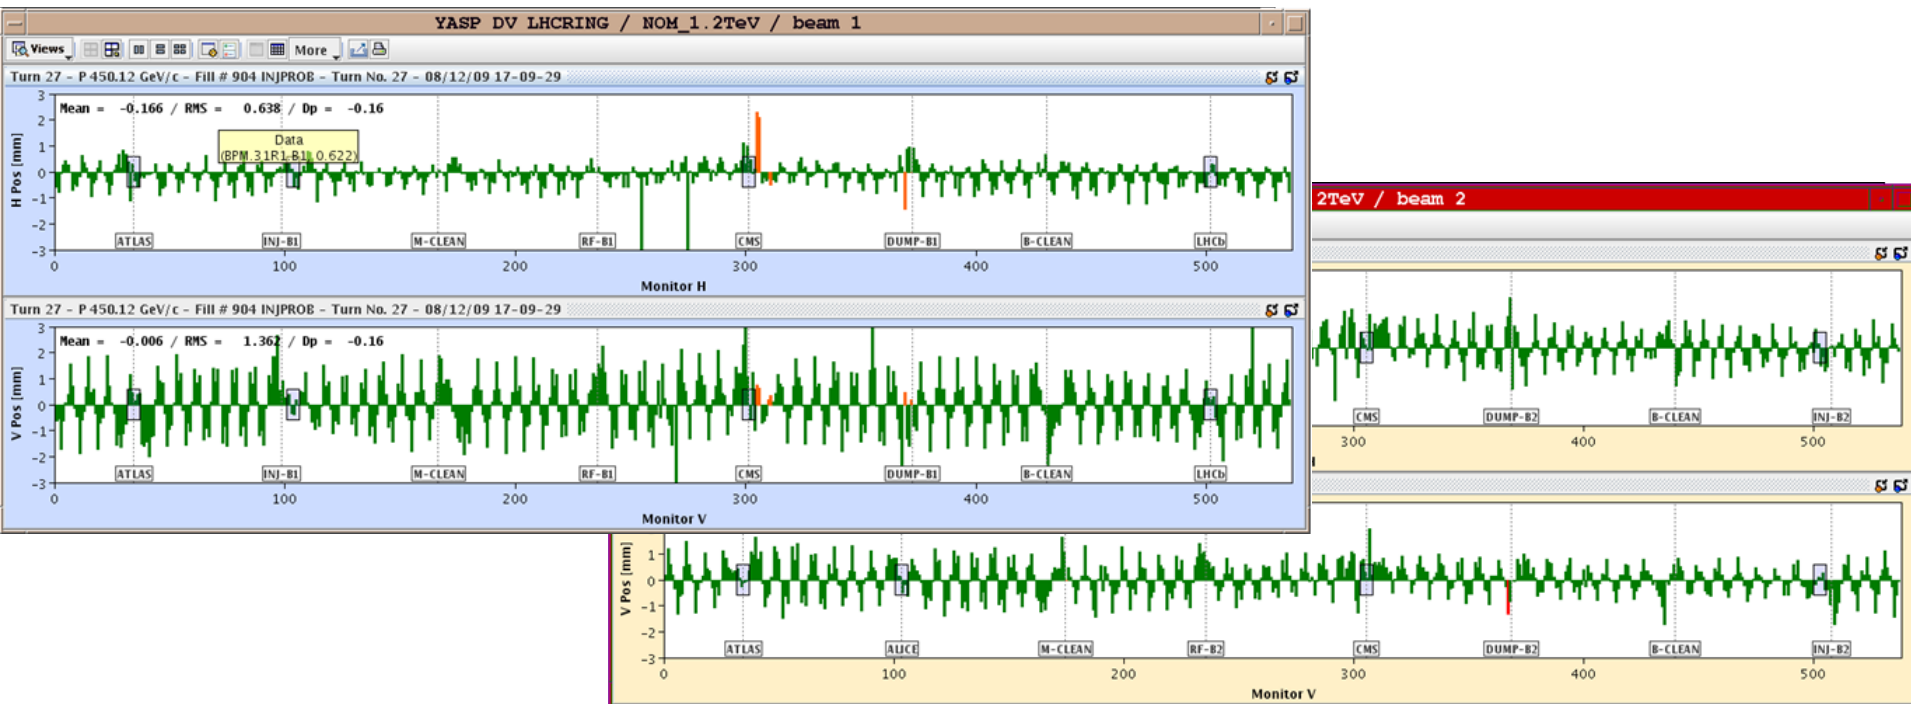 YASP DV LHCRING / NOM_1.2TeV / beam 1
Views More
Turn 27 - P 450.12 GeV/c - Fill # 904 INJPROB - Turn No. 27 - 08/12/09 17-09-29
Mean = -0.166 / RMS = 0.638 / Dp = -0.16
Data
(BPM.31R1.B1, 0.622)
H Pos [mm]
3
2
1
0
-1
-2
-3
ATLAS INJ-B1 M-CLEAN RF-B1 CMS DUMP-B1 B-CLEAN LHCb
0 100 200 300 400 500
Monitor H
Turn 27 - P 450.12 GeV/c - Fill # 904 INJPROB - Turn No. 27 - 08/12/09 17-09-29
Mean = -0.006 / RMS = 1.362 / Dp = -0.16
V Pos [mm]
3
2
1
0
-1
-2
-3
ATLAS INJ-B1 M-CLEAN RF-B1 CMS DUMP-B1 B-CLEAN LHCb
0 100 200 300 400 500
Monitor V
2TeV / beam 2
CMS DUMP-B2 B-CLEAN INJ-B2
300 400 500
V Pos [mm]
1
0
-1
-2
-3
ATLAS ALICE M-CLEAN RF-B2 CMS DUMP-B2 B-CLEAN INJ-B2
0 100 200 300 400 500
Monitor V